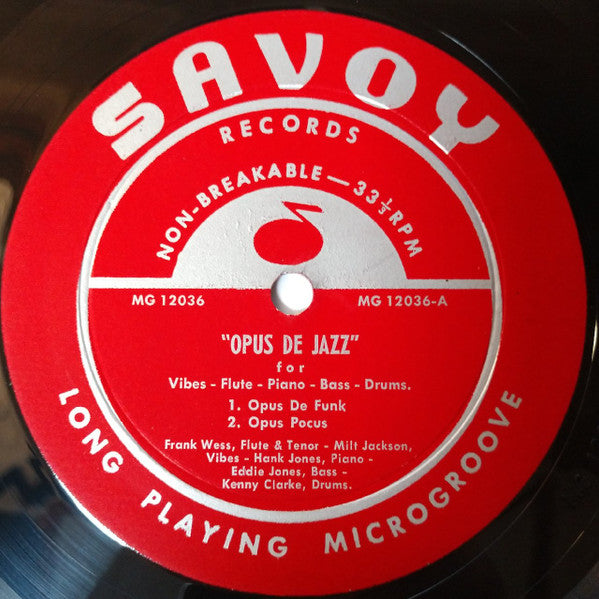 SAVOY
RECORDS
NON-BREAKABLE — 33⅓ RPM
MG 12036
MG 12036-A
"OPUS DE JAZZ"
for
Vibes - Flute - Piano - Bass - Drums.
1. Opus De Funk
2. Opus Pocus
Frank Wess, Flute & Tenor - Milt Jackson,
Vibes - Hank Jones, Piano -
Eddie Jones, Bass -
Kenny Clarke, Drums.
LONG PLAYING MICROGROOVE